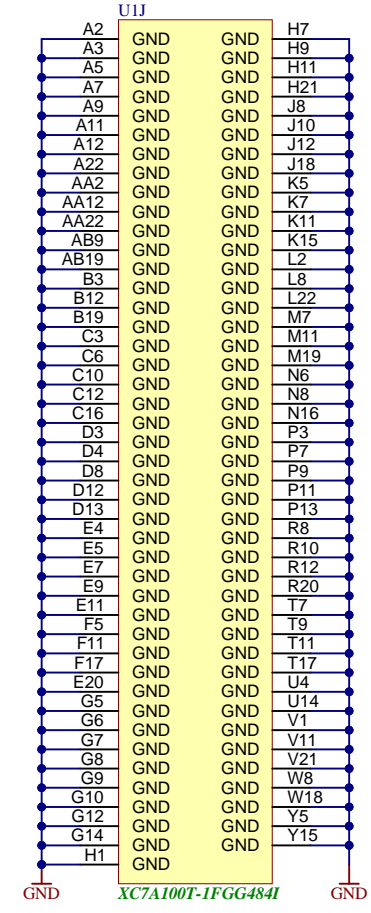 U1J
A2 GND GND H7
A3 GND GND H9
A5 GND GND H11
A7 GND GND H21
A9 GND GND J8
A11 GND GND J10
A12 GND GND J12
A22 GND GND J18
AA2 GND GND K5
AA12 GND GND K7
AA22 GND GND K11
AB9 GND GND K15
AB19 GND GND L2
B3 GND GND L8
B12 GND GND L22
B19 GND GND M7
C3 GND GND M11
C6 GND GND M19
C10 GND GND N6
C12 GND GND N8
C16 GND GND N16
D3 GND GND P3
D4 GND GND P7
D8 GND GND P9
D12 GND GND P11
D13 GND GND P13
E4 GND GND R8
E5 GND GND R10
E7 GND GND R12
E9 GND GND R20
E11 GND GND T7
F5 GND GND T9
F11 GND GND T11
F17 GND GND T17
E20 GND GND U4
G5 GND GND U14
G6 GND GND V1
G7 GND GND V11
G8 GND GND V21
G9 GND GND W8
G10 GND GND W18
G12 GND GND Y5
G14 GND GND Y15
H1 GND
GND XC7A100T-1FGG484I GND